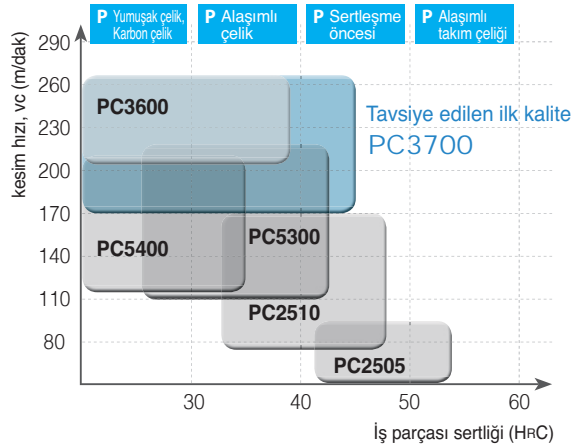 P Yumuşak çelik,
Karbon çelik
P Alaşımlı
çelik
P Sertleşme
öncesi
P Alaşımlı
takım çeliği
kesim hızı, vc (m/dak)
290
260
230
200
170
140
110
80
PC3600
Tavsiye edilen ilk kalite
PC3700
PC5400
PC5300
PC2510
PC2505
30
40
50
60
İş parçası sertliği (HRC)